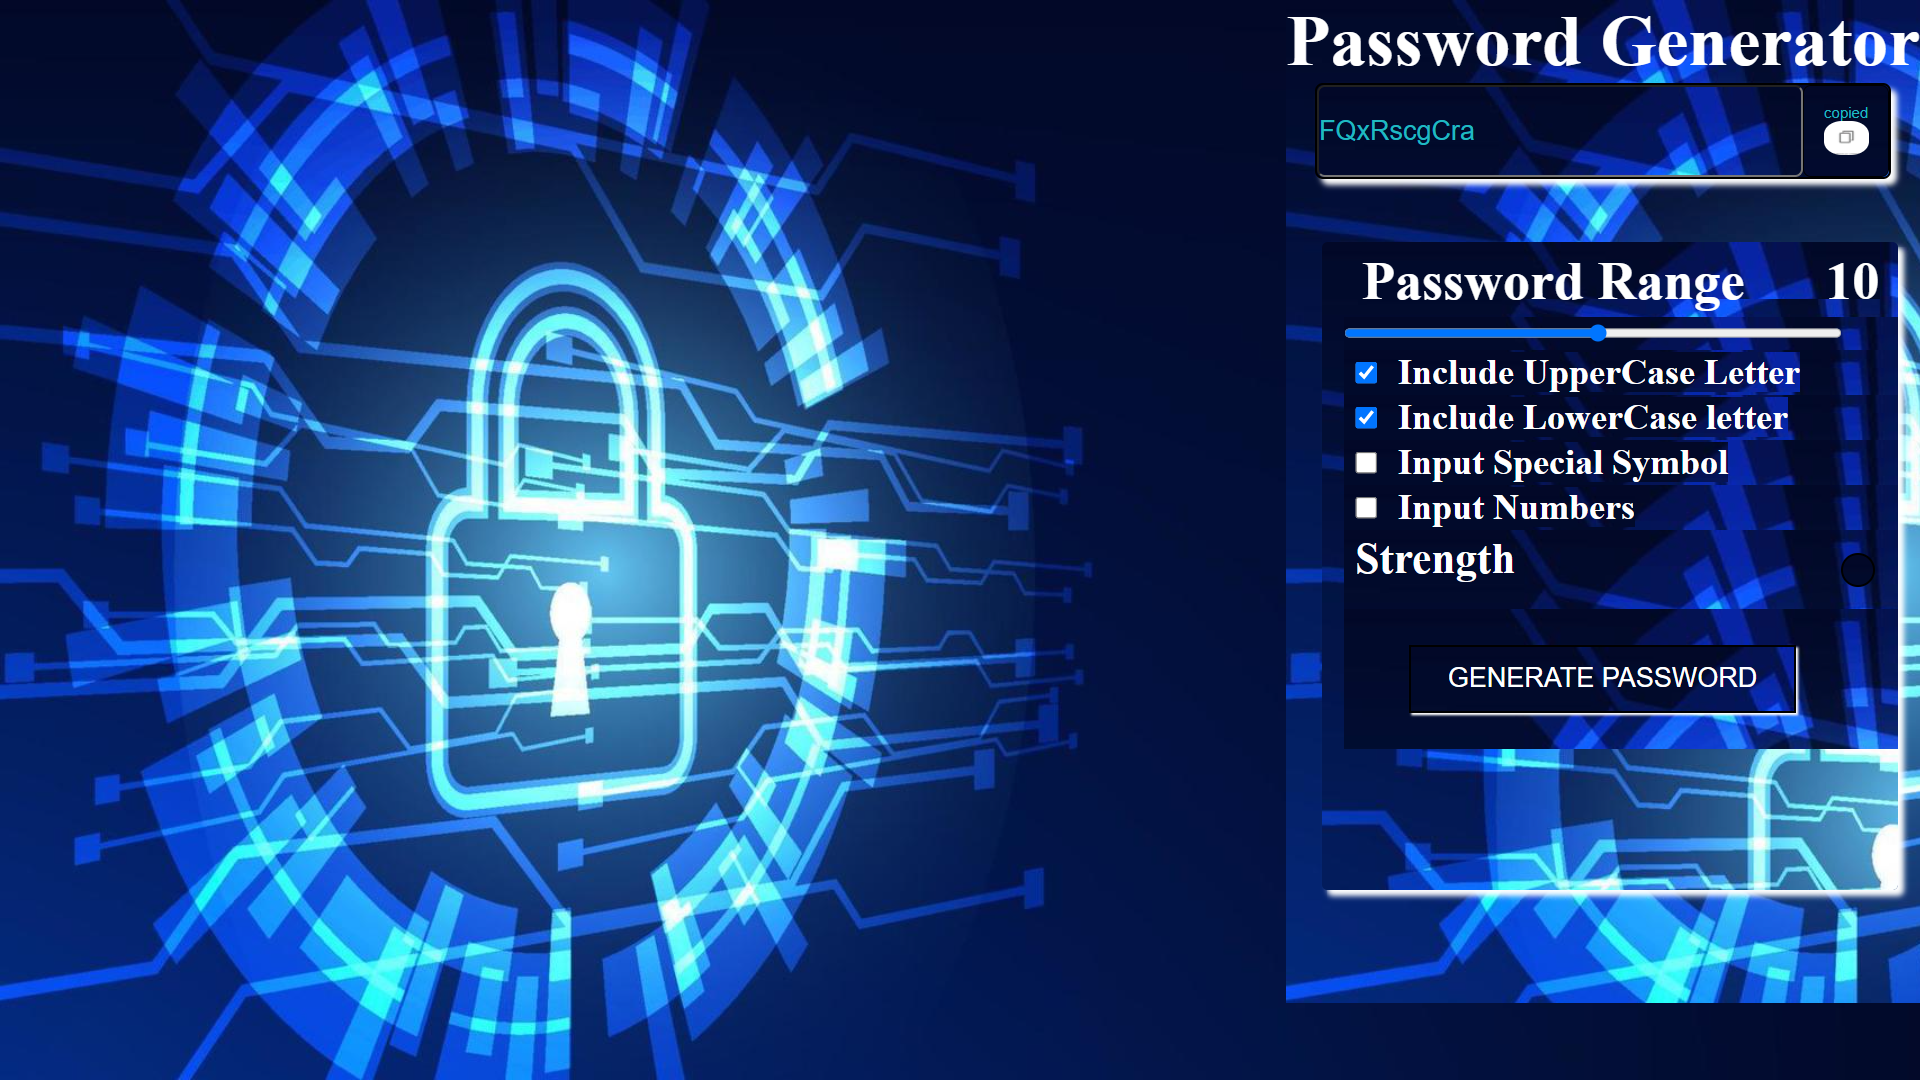 Password Generator
FQxRscgCra
copied
Password Range 10
Include UpperCase Letter
Include LowerCase letter
Input Special Symbol
Input Numbers
Strength
GENERATE PASSWORD